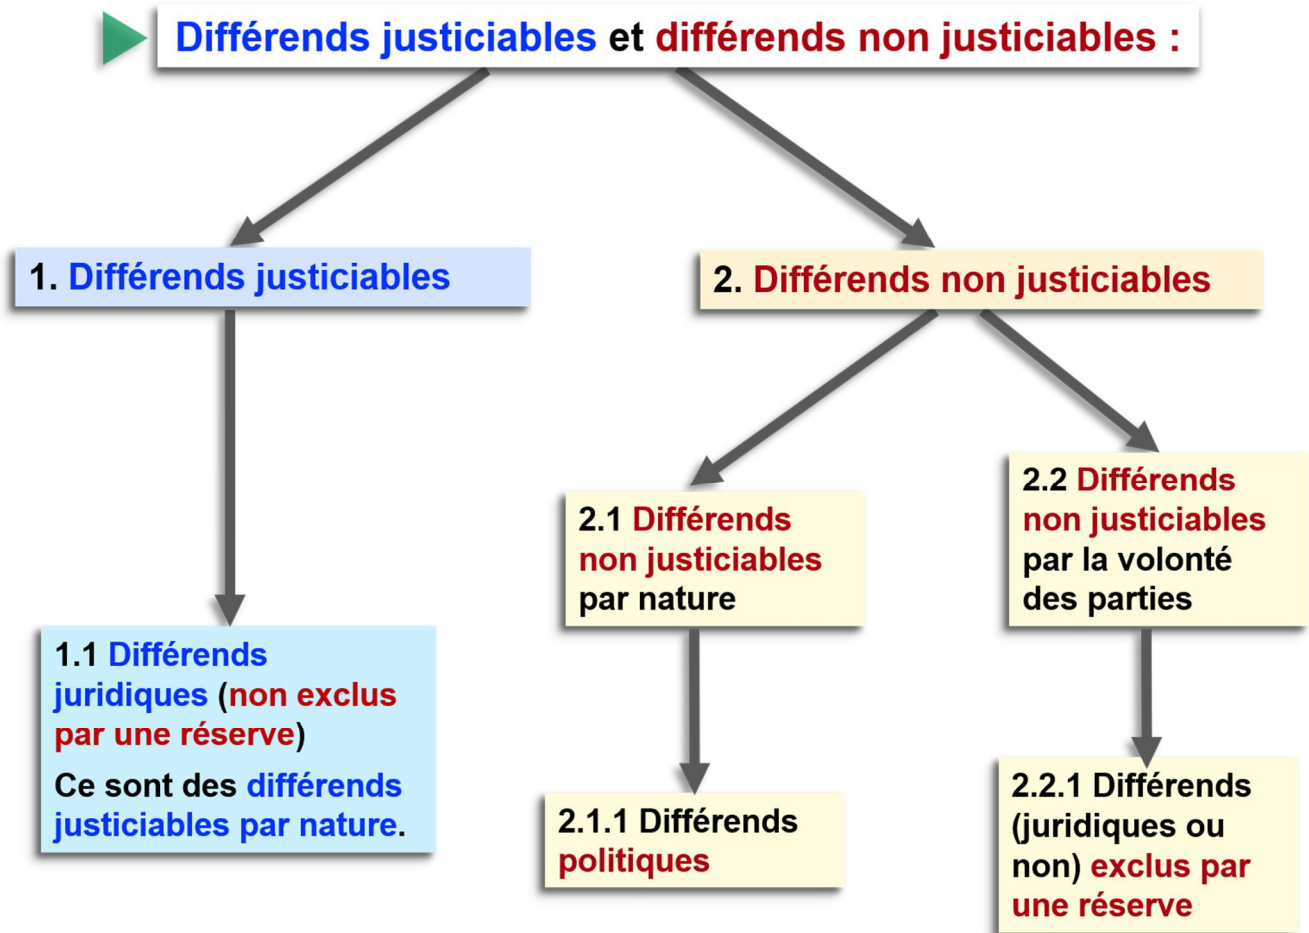 Différends justiciables et différends non justiciables :
1. Différends justiciables
2. Différends non justiciables
1.1 Différends
juridiques (non exclus
par une réserve)
Ce sont des différends
justiciables par nature.
2.1 Différends
non justiciables
par nature
2.1.1 Différends
politiques
2.2 Différends
non justiciables
par la volonté
des parties
2.2.1 Différends
(juridiques ou
non) exclus par
une réserve